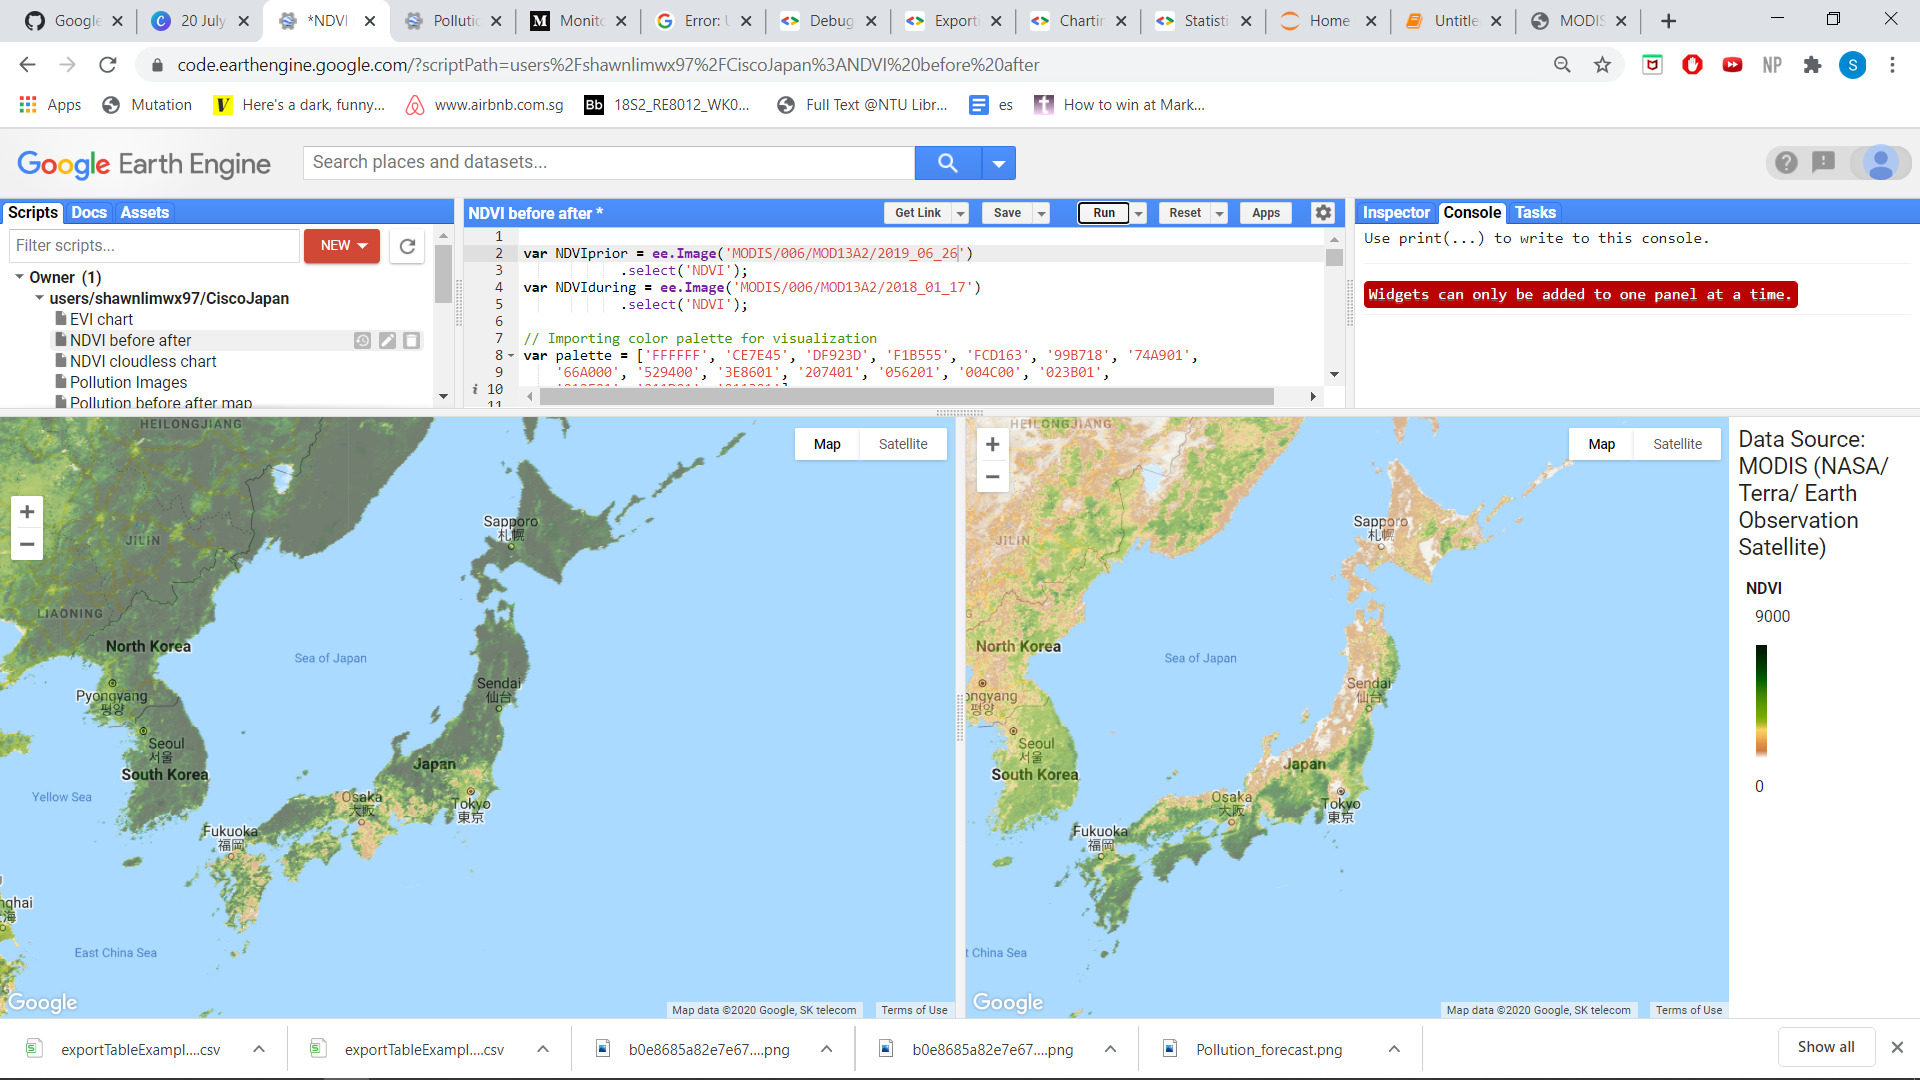 Google
20 July
*NDVI
Pollutic
Monito
Error: U
Debug
Exporti
Chartin
Statisti
Home
Untitle
MODIS
code.earthengine.google.com/?scriptPath=users%2Fshawnlimwx97%2FCiscoJapan%3ANDVI%20before%20after
NP
S
Apps
Mutation
Here's a dark, funny...
www.airbnb.com.sg
Bb 18S2_RE8012_WK0...
Full Text @NTU Libr...
es
How to win at Mark...
Google Earth Engine
Search places and datasets...
Scripts Docs Assets
NDVI before after *
Get Link Save Run Reset Apps
Inspector Console Tasks
Filter scripts...
NEW
Owner (1)
users/shawnlimwx97/CiscoJapan
EVI chart
NDVI before after
NDVI cloudless chart
Pollution Images
Pollution before after map
1
2 var NDVIprior = ee.Image('MODIS/006/MOD13A2/2019_06_26')
3 .select('NDVI');
4 var NDVIduring = ee.Image('MODIS/006/MOD13A2/2018_01_17')
5 .select('NDVI');
6
7 // Importing color palette for visualization
8 var palette = ['FFFFFF', 'CE7E45', 'DF923D', 'F1B555', 'FCD163', '99B718', '74A901',
9 '66A000', '529400', '3E8601', '207401', '056201', '004C00', '023B01',
i 10
11
Use print(...) to write to this console.
Widgets can only be added to one panel at a time.
HEILONGJIANG
Map Satellite
JILIN
Sapporo
札幌
LIAONING
North Korea
Sea of Japan
Pyongyang
평양
Sendai
仙台
Seoul
서울
South Korea
Japan
Yellow Sea
Osaka
大阪
Tokyo
東京
Fukuoka
福岡
nghai
海
East China Sea
Google
Map data ©2020 Google, SK telecom
Terms of Use
HEILONGJIANG
Map Satellite
JILIN
Sapporo
札幌
North Korea
Sea of Japan
ongyang
평양
Sendai
仙台
Seoul
서울
South Korea
Japan
Osaka
大阪
Tokyo
東京
Fukuoka
福岡
t China Sea
Google
Map data ©2020 Google, SK telecom
Terms of Use
Data Source:
MODIS (NASA/
Terra/ Earth
Observation
Satellite)
NDVI
9000
0
exportTableExampl....csv
exportTableExampl....csv
b0e8685a82e7e67....png
b0e8685a82e7e67....png
Pollution_forecast.png
Show all